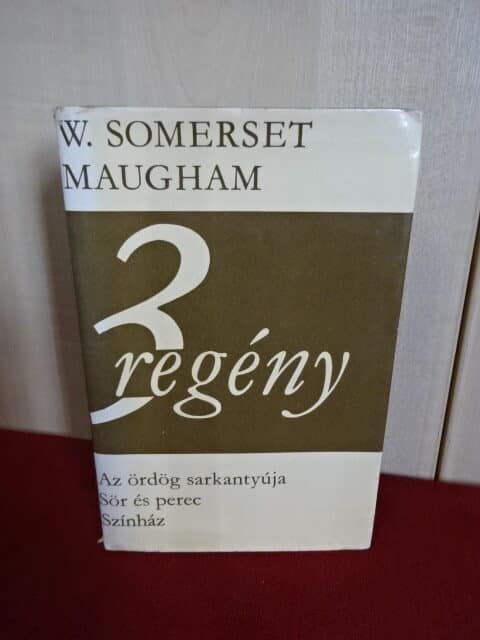 W. SOMERSET
MAUGHAM
3
regény
Az ördög sarkantyúja
Sör és perec
Színház